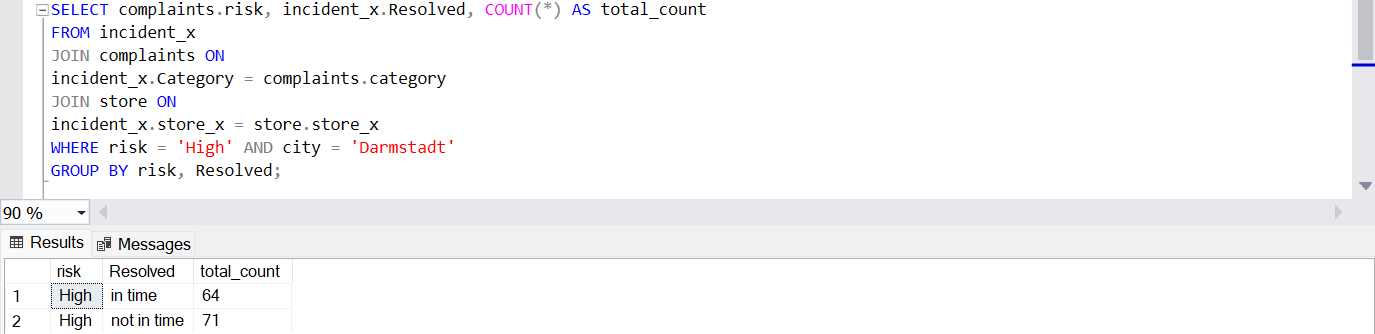 SELECT complaints.risk, incident_x.Resolved, COUNT(*) AS total_count
FROM incident_x
JOIN complaints ON
incident_x.Category = complaints.category
JOIN store ON
incident_x.store_x = store.store_x
WHERE risk = 'High' AND city = 'Darmstadt'
GROUP BY risk, Resolved;
90 %
Results Messages
risk Resolved total_count
1 High in time 64
2 High not in time 71